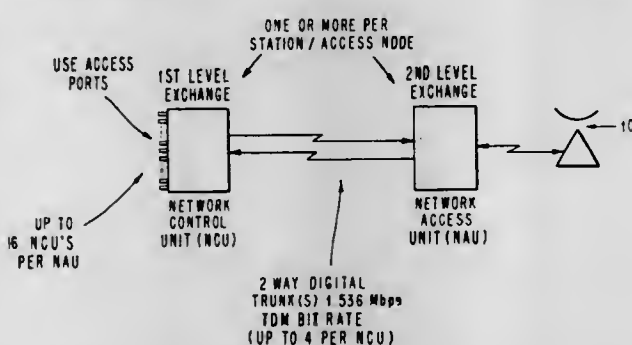 ONE OR MORE PER
STATION / ACCESS NODE
USE ACCESS
PORTS
1ST LEVEL
EXCHANGE
2ND LEVEL
EXCHANGE
UP TO
16 NCU'S
PER NAU
NETWORK
CONTROL
UNIT (NCU)
NETWORK
ACCESS
UNIT (NAU)
2 WAY DIGITAL
TRUNK(S) 1.536 Mbps
TDM BIT RATE
(UP TO 4 PER NCU)